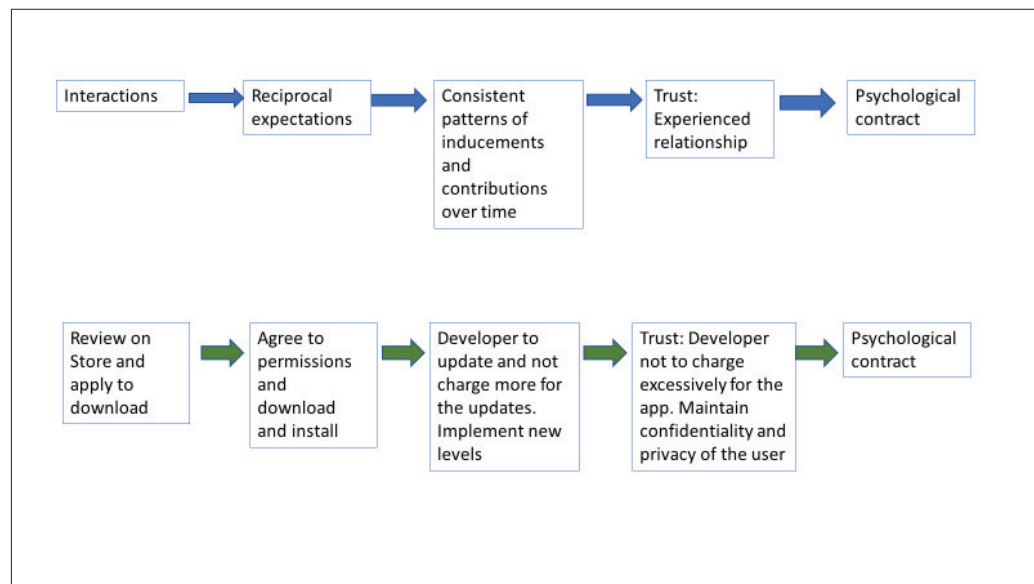 Interactions
Reciprocal
expectations
Consistent
patterns of
inducements
and
contributions
over time
Trust:
Experienced
relationship
Psychological
contract
Review on
Store and
apply to
download
Agree to
permissions
and
download
and install
Developer to
update and not
charge more for
the updates.
Implement new
levels
Trust: Developer
not to charge
excessively for the
app. Maintain
confidentiality and
privacy of the user
Psychological
contract